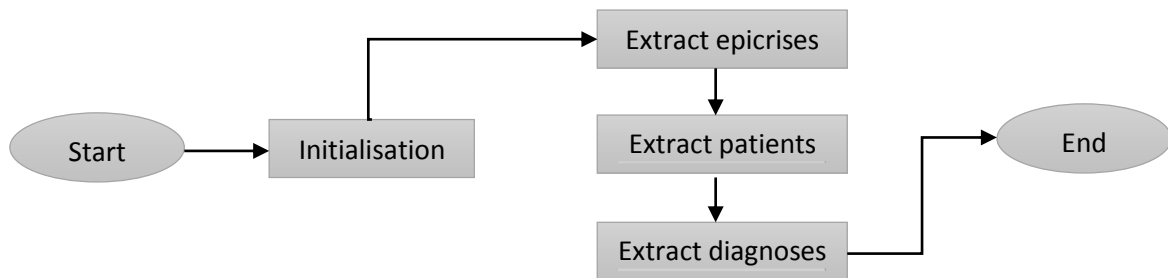 Start
Initialisation
Extract epicrises
Extract patients
Extract diagnoses
End